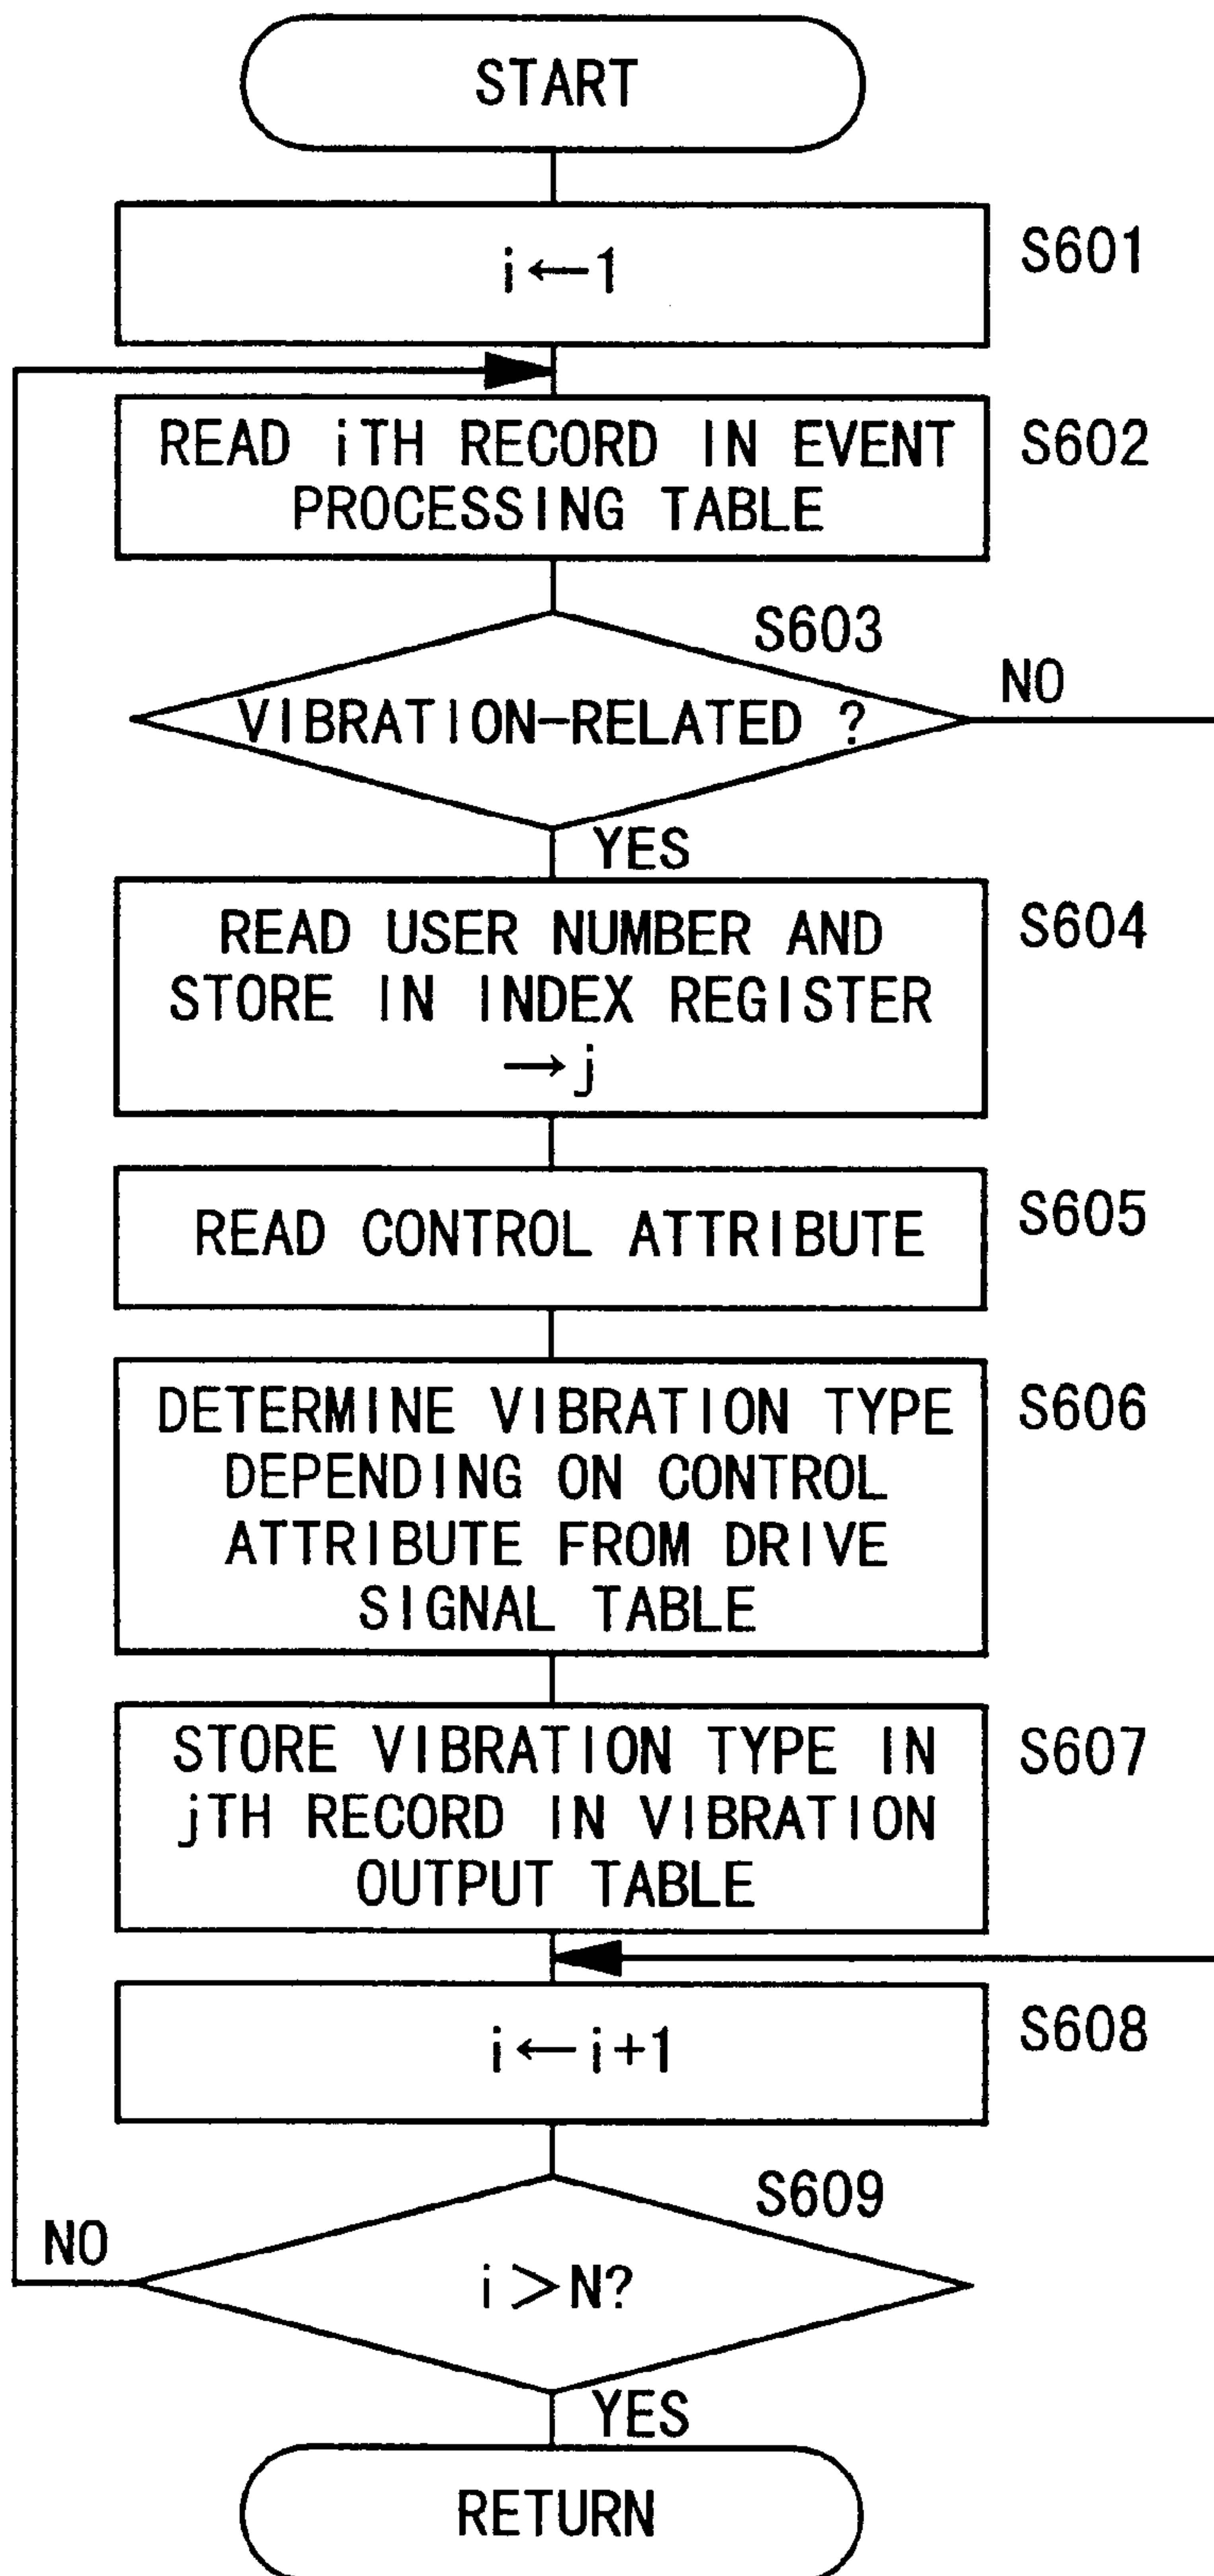 START
i←1
S601
READ iTH RECORD IN EVENT
PROCESSING TABLE
S602
S603
VIBRATION-RELATED ?
NO
YES
READ USER NUMBER AND
STORE IN INDEX REGISTER
→j
S604
READ CONTROL ATTRIBUTE
S605
DETERMINE VIBRATION TYPE
DEPENDING ON CONTROL
ATTRIBUTE FROM DRIVE
SIGNAL TABLE
S606
STORE VIBRATION TYPE IN
jTH RECORD IN VIBRATION
OUTPUT TABLE
S607
i←i+1
S608
S609
NO
i>N?
YES
RETURN